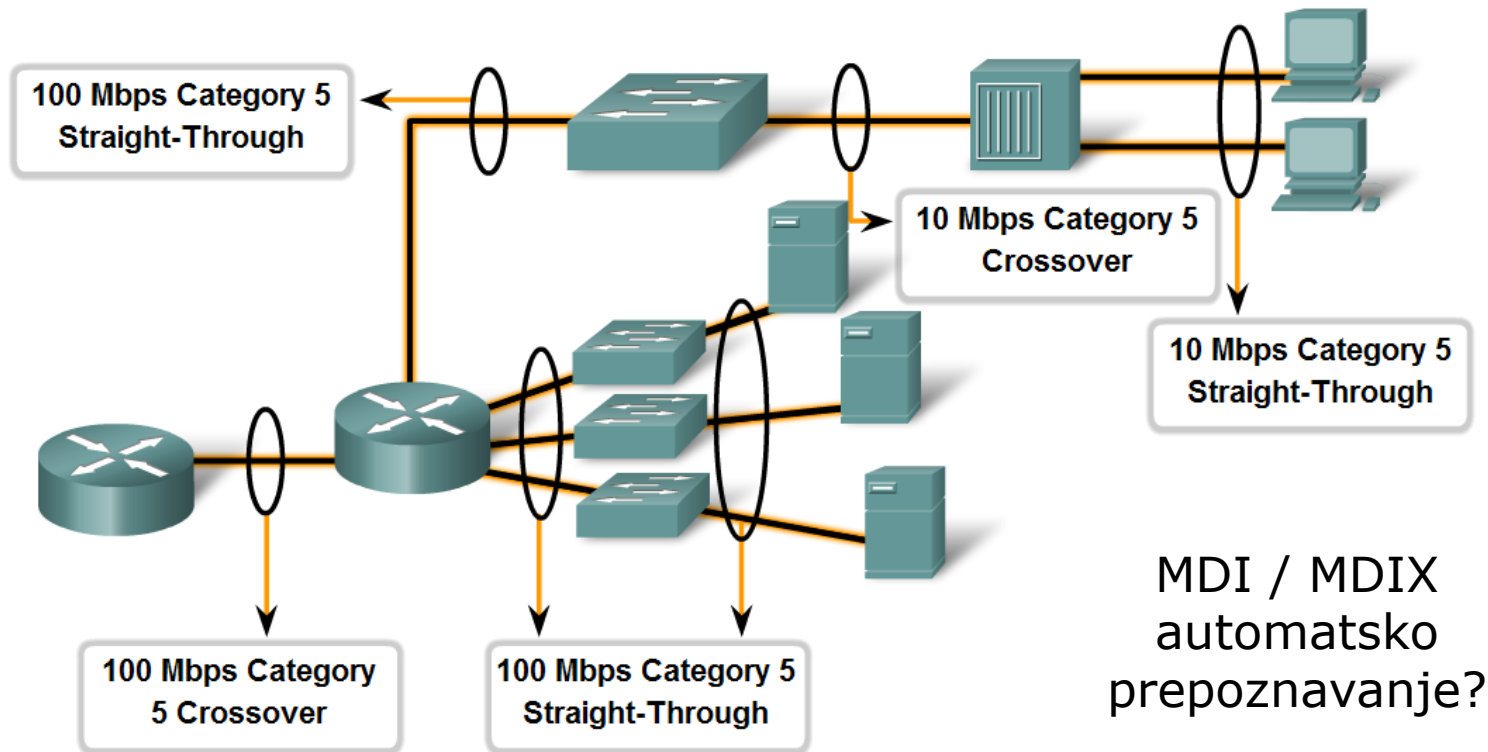 100 Mbps Category 5
Straight-Through
10 Mbps Category 5
Crossover
10 Mbps Category 5
Straight-Through
100 Mbps Category
5 Crossover
100 Mbps Category 5
Straight-Through
MDI / MDIX
automatsko
prepoznavanje?